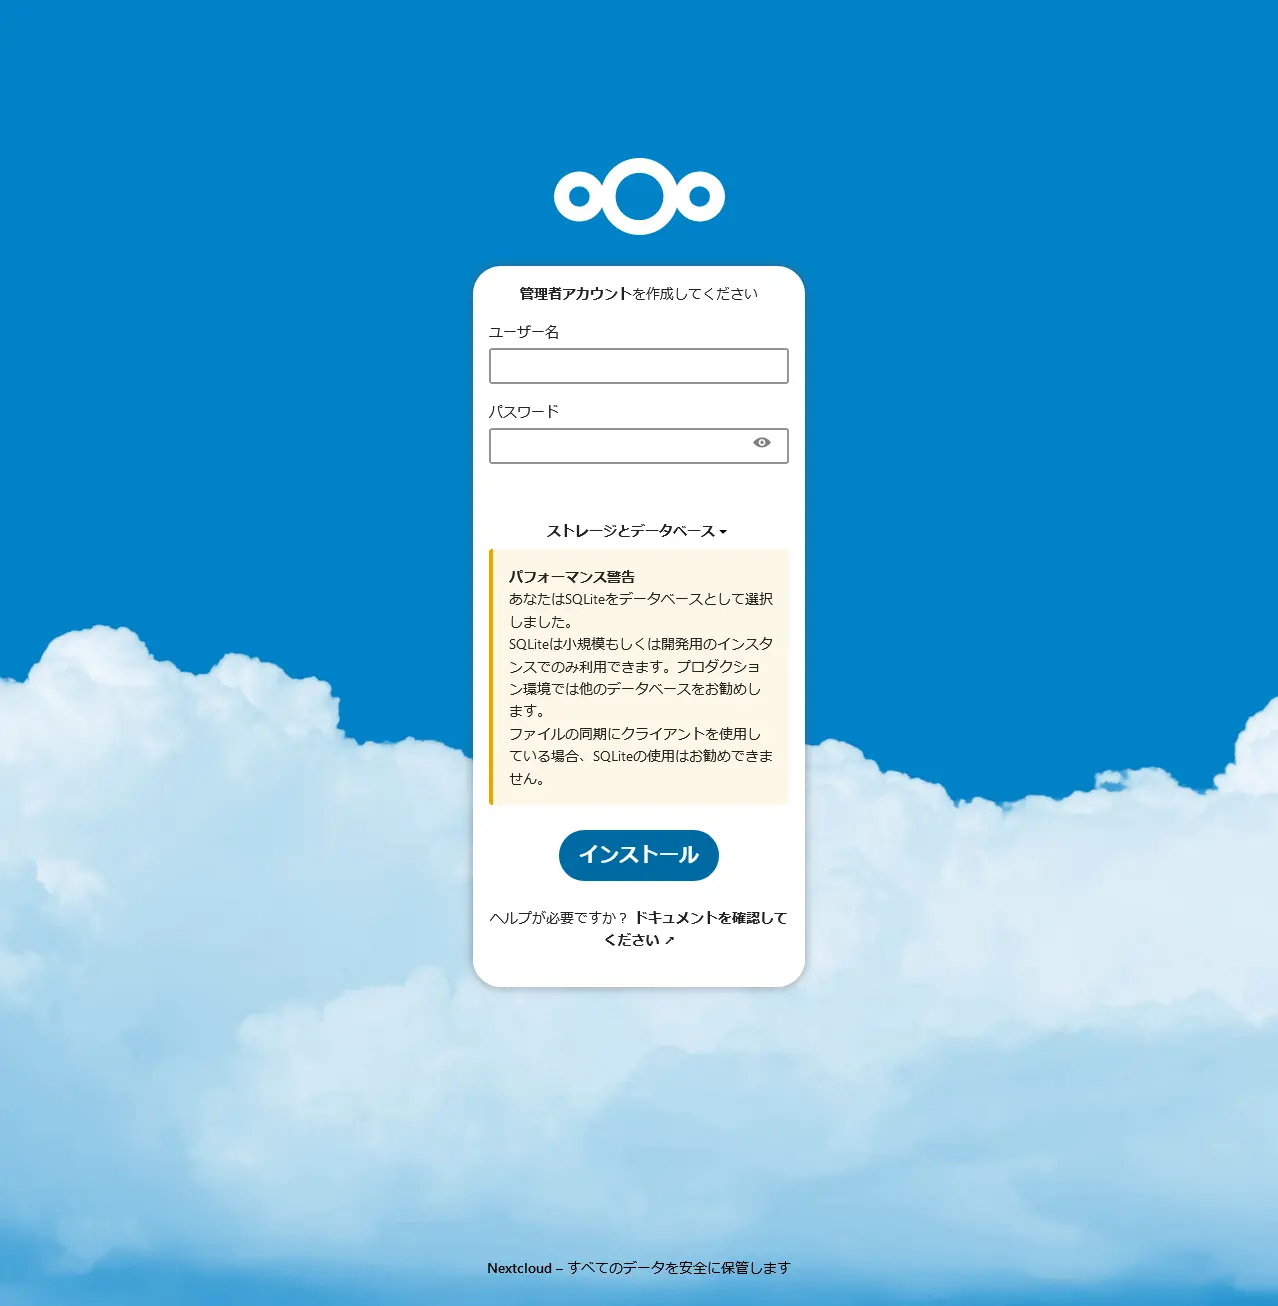 管理者アカウントを作成してください
ユーザー名
パスワード
ストレージとデータベース
パフォーマンス警告
あなたはSQLiteをデータベースとして選択
しました。
SQLiteは小規模もしくは開発用のインスタ
ンスでのみ利用できます。プロダクショ
ン環境では他のデータベースをお勧めし
ます。
ファイルの同期にクライアントを使用し
ている場合、SQLiteの使用はお勧めできま
せん。
インストール
ヘルプが必要ですか？ ドキュメントを確認して
ください ↗
Nextcloud – すべてのデータを安全に保管します